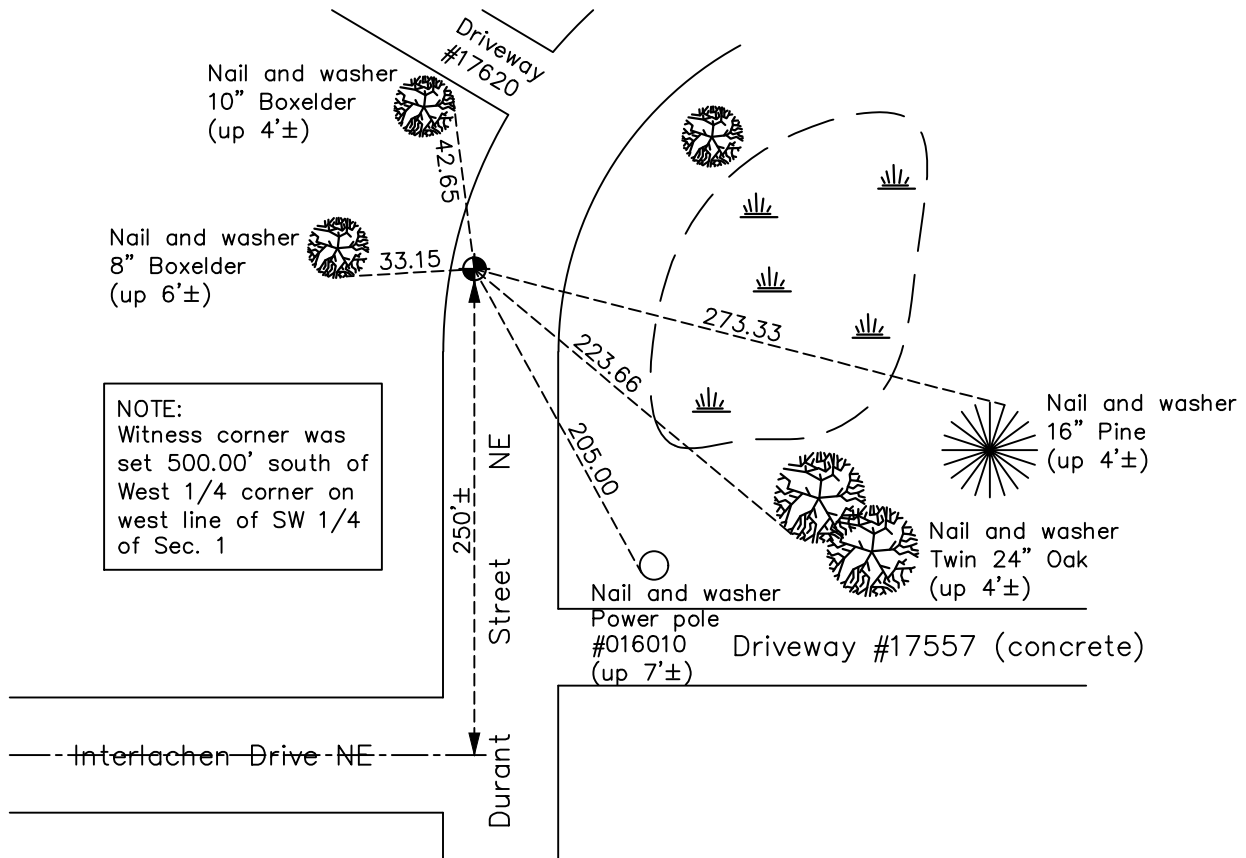 Driveway
#17620
Nail and washer
10" Boxelder
(up 4'±)
42.65
Nail and washer
8" Boxelder
(up 6'±)
33.15
273.33
223.66
205.00
NOTE:
Witness corner was
set 500.00' south of
West 1/4 corner on
west line of SW 1/4
of Sec. 1
250'±
Durant Street NE
Nail and washer
16" Pine
(up 4'±)
Nail and washer
Twin 24" Oak
(up 4'±)
Nail and washer
Power pole
#016010
(up 7'±)
Driveway #17557 (concrete)
Interlachen Drive NE